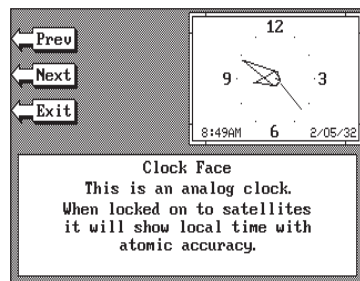 Prev
Next
Exit
12
9
3
6
8:49AM
2/05/32
Clock Face
This is an analog clock.
When locked on to satellites
it will show local time with
atomic accuracy.